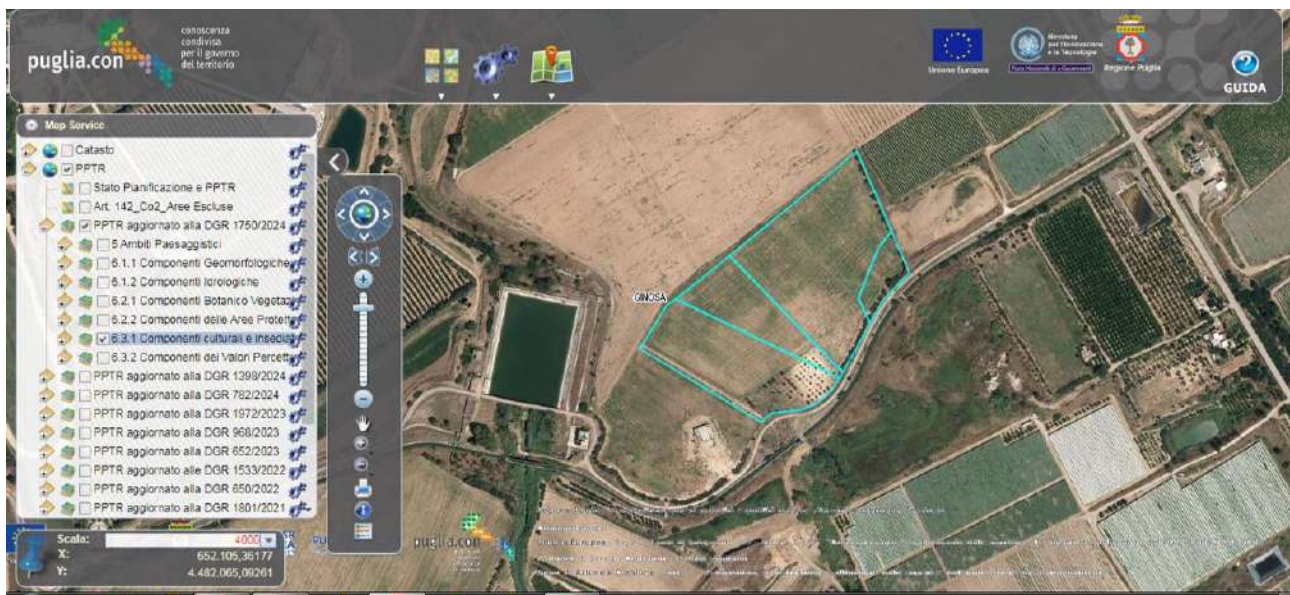 puglia.con
conoscenza
condivisa
per il governo
del territorio
Unione Europea
Ministero
per l'Innovazione
e le Tecnologie
Regione Puglia
GUIDA
Map Service
Catasto
PPTR
Stato Pianificazione e PPTR
Art. 142_Co2_Aree Escluse
PPTR aggiornato alla DGR 1750/2024
5 Ambiti Paesaggistici
6.1.1 Componenti Geomorfologiche
6.1.2 Componenti Idrologiche
6.2.1 Componenti Botanico Vegetaz
6.2.2 Componenti delle Aree Protett
6.3.1 Componenti culturali e insedia
6.3.2 Componenti dei Valori Percett
PPTR aggiornato alla DGR 1398/2024
PPTR aggiornato alla DGR 782/2024
PPTR aggiornato alla DGR 1972/2023
PPTR aggiornato alla DGR 968/2023
PPTR aggiornato alla DGR 652/2023
PPTR aggiornato alle DGR 1533/2022
PPTR aggiornato alla DGR 650/2022
PPTR aggiornato alla DGR 1801/2021
GINOSA
Scala: 4000
X: 652.105,36177
Y: 4.482.065,09261
puglia.con